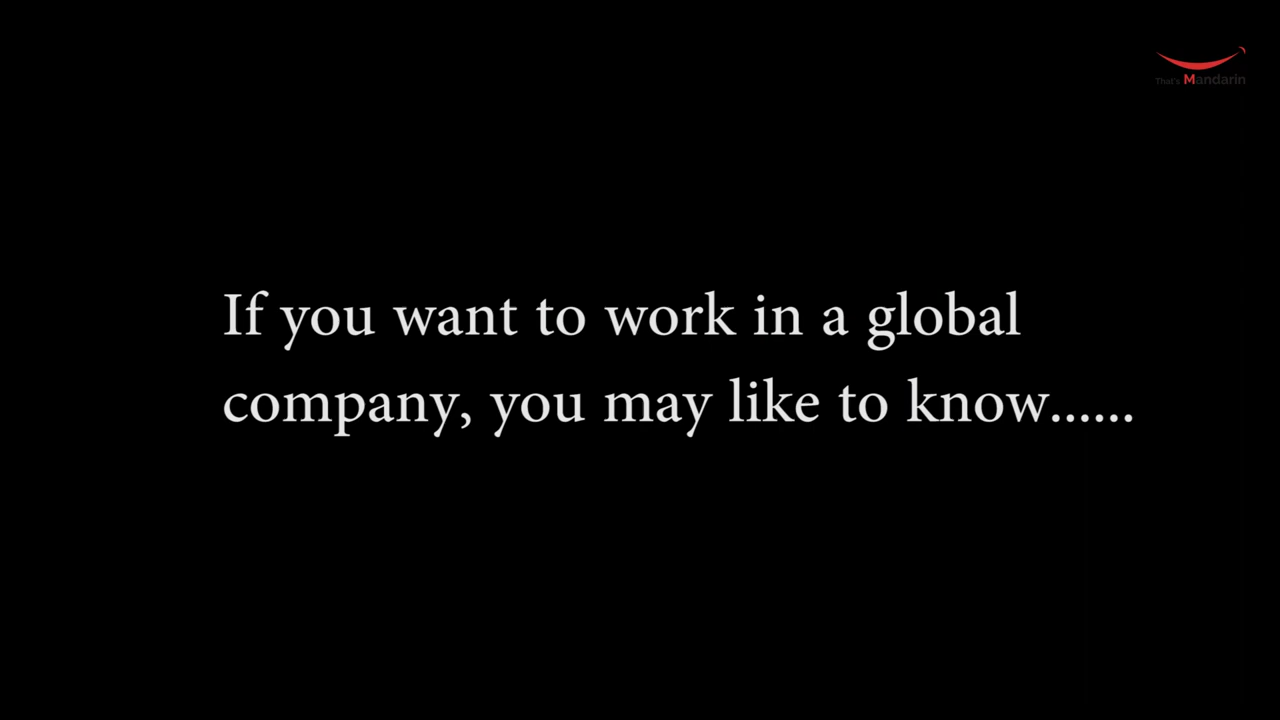 That's Mandarin
If you want to work in a global
company, you may like to know......